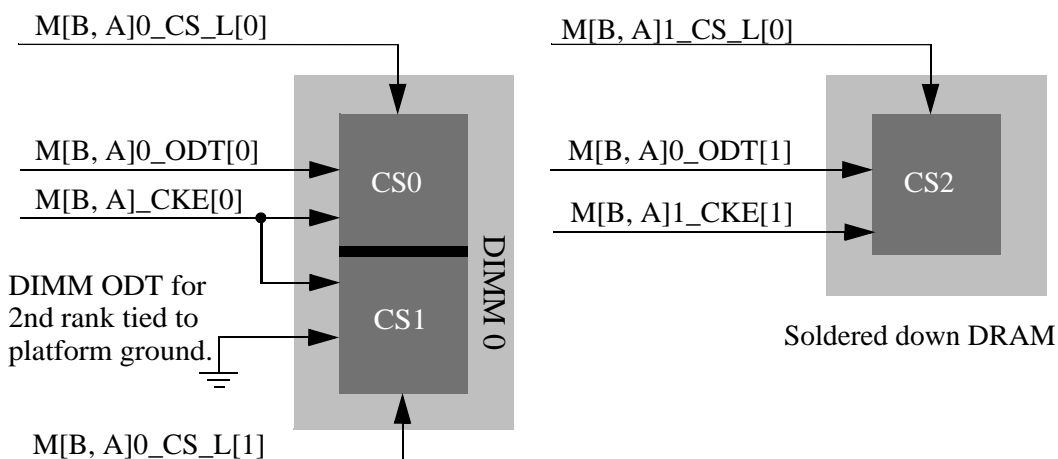 M[B, A]0_CS_L[0]
M[B, A]0_ODT[0]
M[B, A]_CKE[0]
CS0
DIMM ODT for
2nd rank tied to
platform ground.
CS1
DIMM 0
M[B, A]0_CS_L[1]
M[B, A]1_CS_L[0]
M[B, A]0_ODT[1]
M[B, A]1_CKE[1]
CS2
Soldered down DRAM